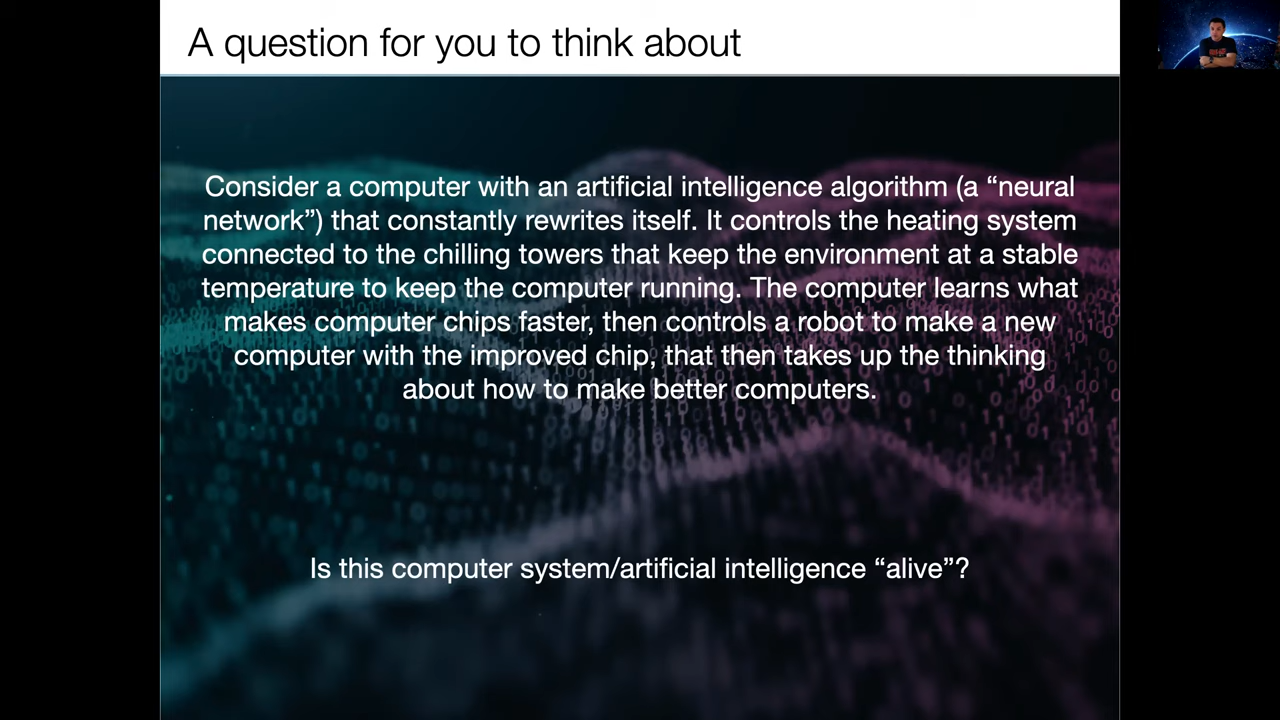 A question for you to think about
Consider a computer with an artificial intelligence algorithm (a “neural
network”) that constantly rewrites itself. It controls the heating system
connected to the chilling towers that keep the environment at a stable
temperature to keep the computer running. The computer learns what
makes computer chips faster, then controls a robot to make a new
computer with the improved chip, that then takes up the thinking
about how to make better computers.
Is this computer system/artificial intelligence “alive”?